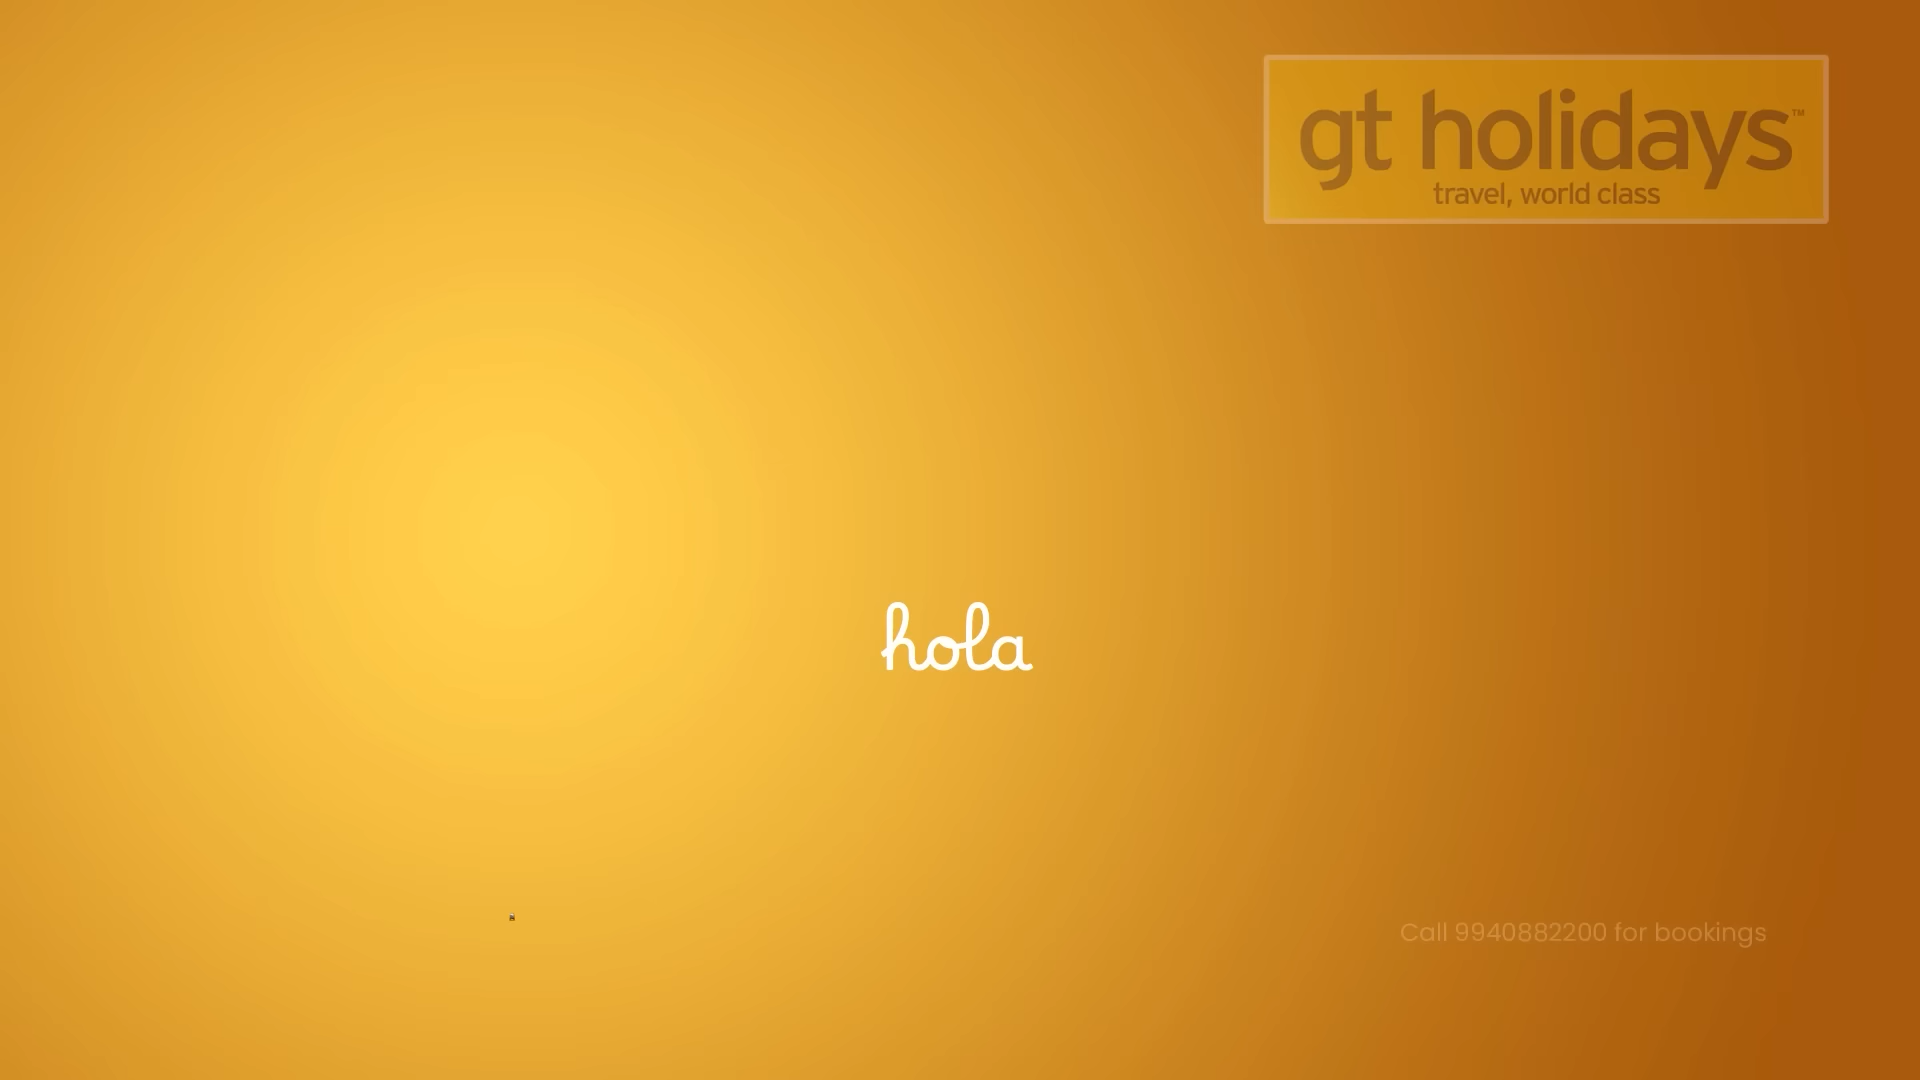 gt holidays™
travel, world class
hola
Call 9940882200 for bookings